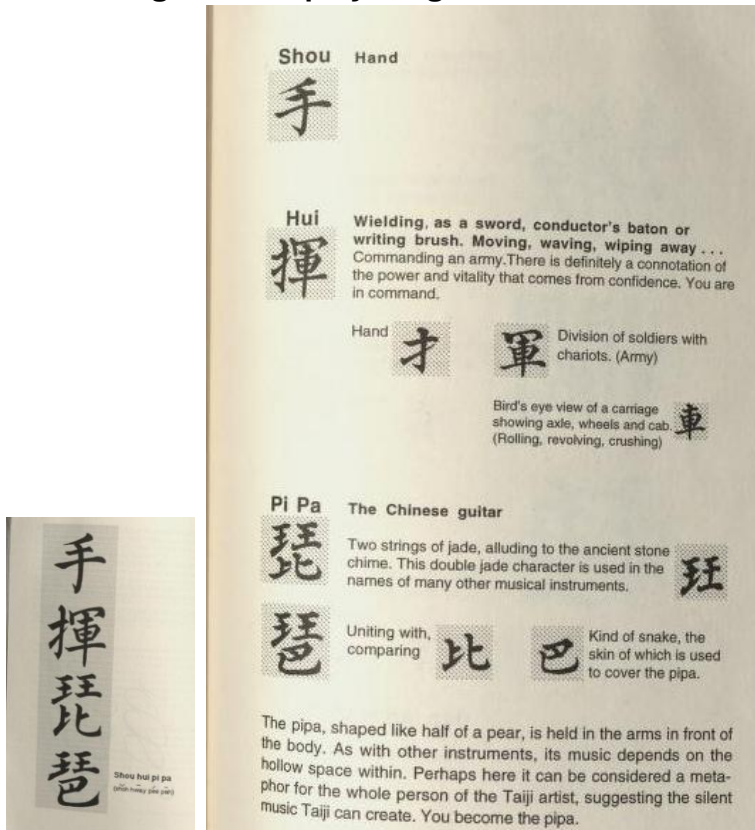 手
揮
琵
琶
Shou hui pi pa
Shou Hand
手
Hui Wielding, as a sword, conductor's baton or
writing brush. Moving, waving, wiping away . . .
揮 Commanding an army.There is definitely a connotation of
the power and vitality that comes from confidence. You are
in command.
Hand 扌 軍 Division of soldiers with
chariots. (Army)
Bird's eye view of a carriage
showing axle, wheels and cab. 車
(Rolling, revolving, crushing)
Pi Pa The Chinese guitar
琵 Two strings of jade, alluding to the ancient stone
chime. This double jade character is used in the 玨
names of many other musical instruments.
琶 Uniting with, 比 巴 Kind of snake, the
comparing skin of which is used
to cover the pipa.
The pipa, shaped like half of a pear, is held in the arms in front of
the body. As with other instruments, its music depends on the
hollow space within. Perhaps here it can be considered a meta-
phor for the whole person of the Taiji artist, suggesting the silent
music Taiji can create. You become the pipa.